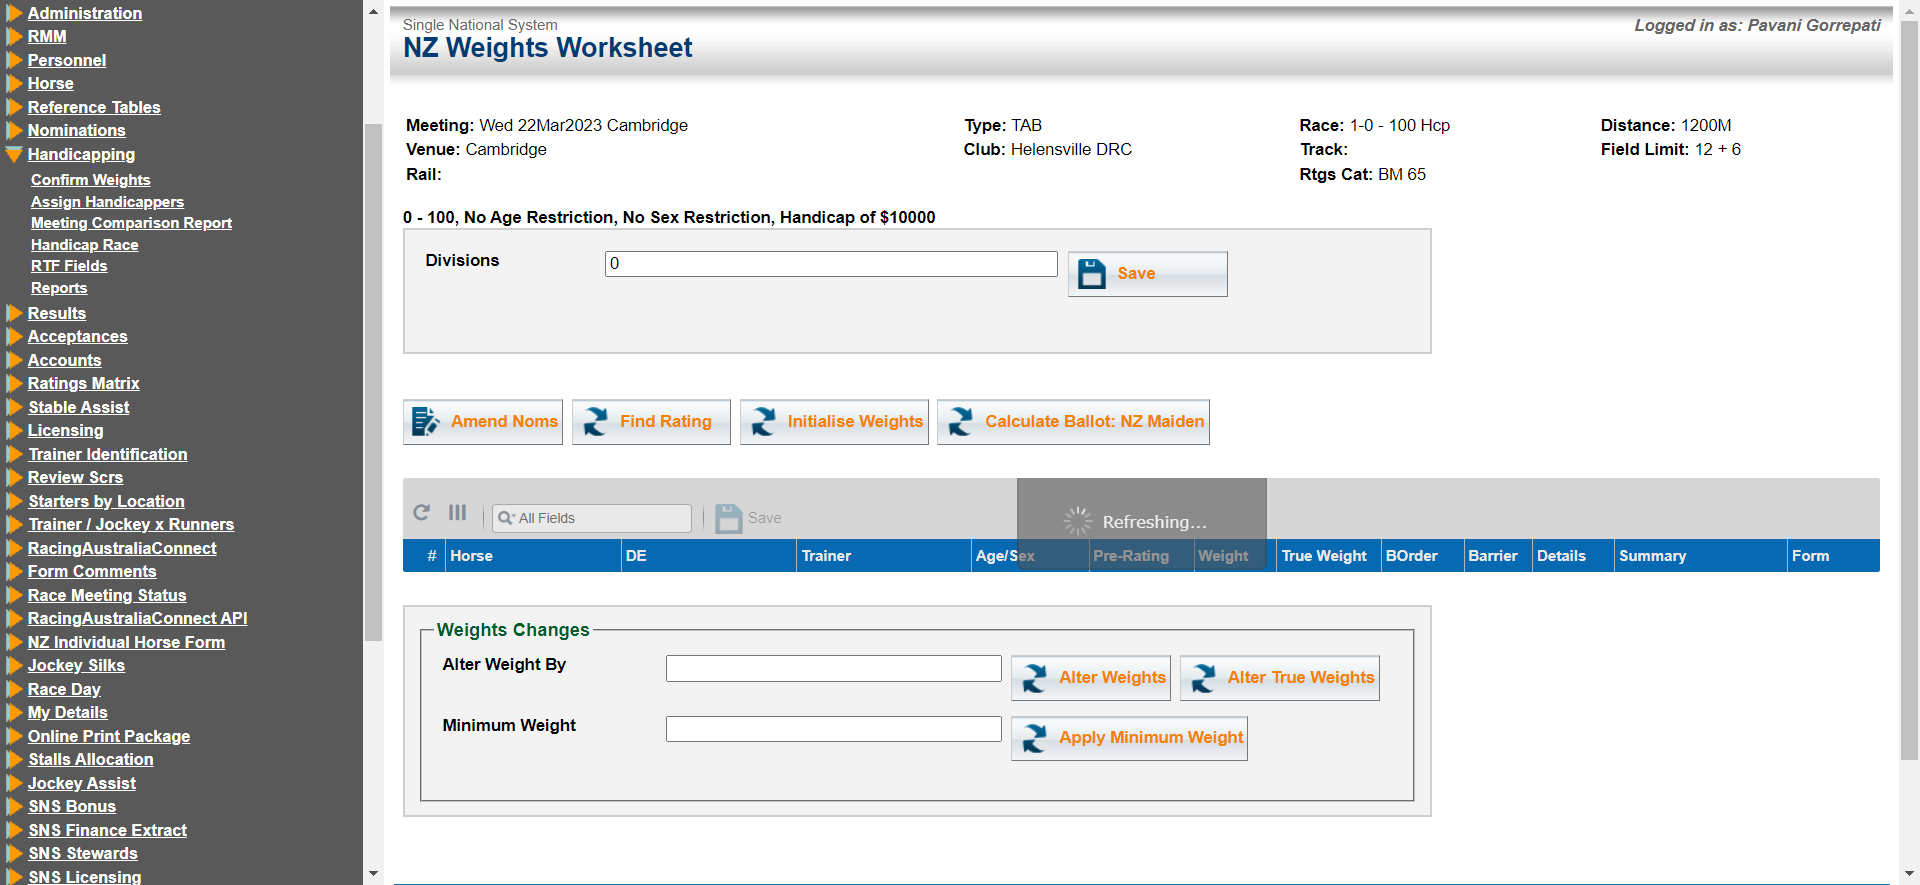 Administration
RMM
Personnel
Horse
Reference Tables
Nominations
Handicapping
Confirm Weights
Assign Handicappers
Meeting Comparison Report
Handicap Race
RTF Fields
Reports
Results
Acceptances
Accounts
Ratings Matrix
Stable Assist
Licensing
Trainer Identification
Review Scrs
Starters by Location
Trainer / Jockey x Runners
RacingAustraliaConnect
Form Comments
Race Meeting Status
RacingAustraliaConnect API
NZ Individual Horse Form
Jockey Silks
Race Day
My Details
Online Print Package
Stalls Allocation
Jockey Assist
SNS Bonus
SNS Finance Extract
SNS Stewards
SNS Licensing
Single National System
Logged in as: Pavani Gorrepati
NZ Weights Worksheet
Meeting: Wed 22Mar2023 Cambridge Type: TAB Race: 1-0 - 100 Hcp Distance: 1200M
Venue: Cambridge Club: Helensville DRC Track: Field Limit: 12 + 6
Rail: Rtgs Cat: BM 65
0 - 100, No Age Restriction, No Sex Restriction, Handicap of $10000
Divisions 0 Save
Amend Noms Find Rating Initialise Weights Calculate Ballot: NZ Maiden
All Fields Save Refreshing...
# Horse DE Trainer Age/Sex Pre-Rating Weight True Weight BOrder Barrier Details Summary Form
Weights Changes
Alter Weight By Alter Weights Alter True Weights
Minimum Weight Apply Minimum Weight